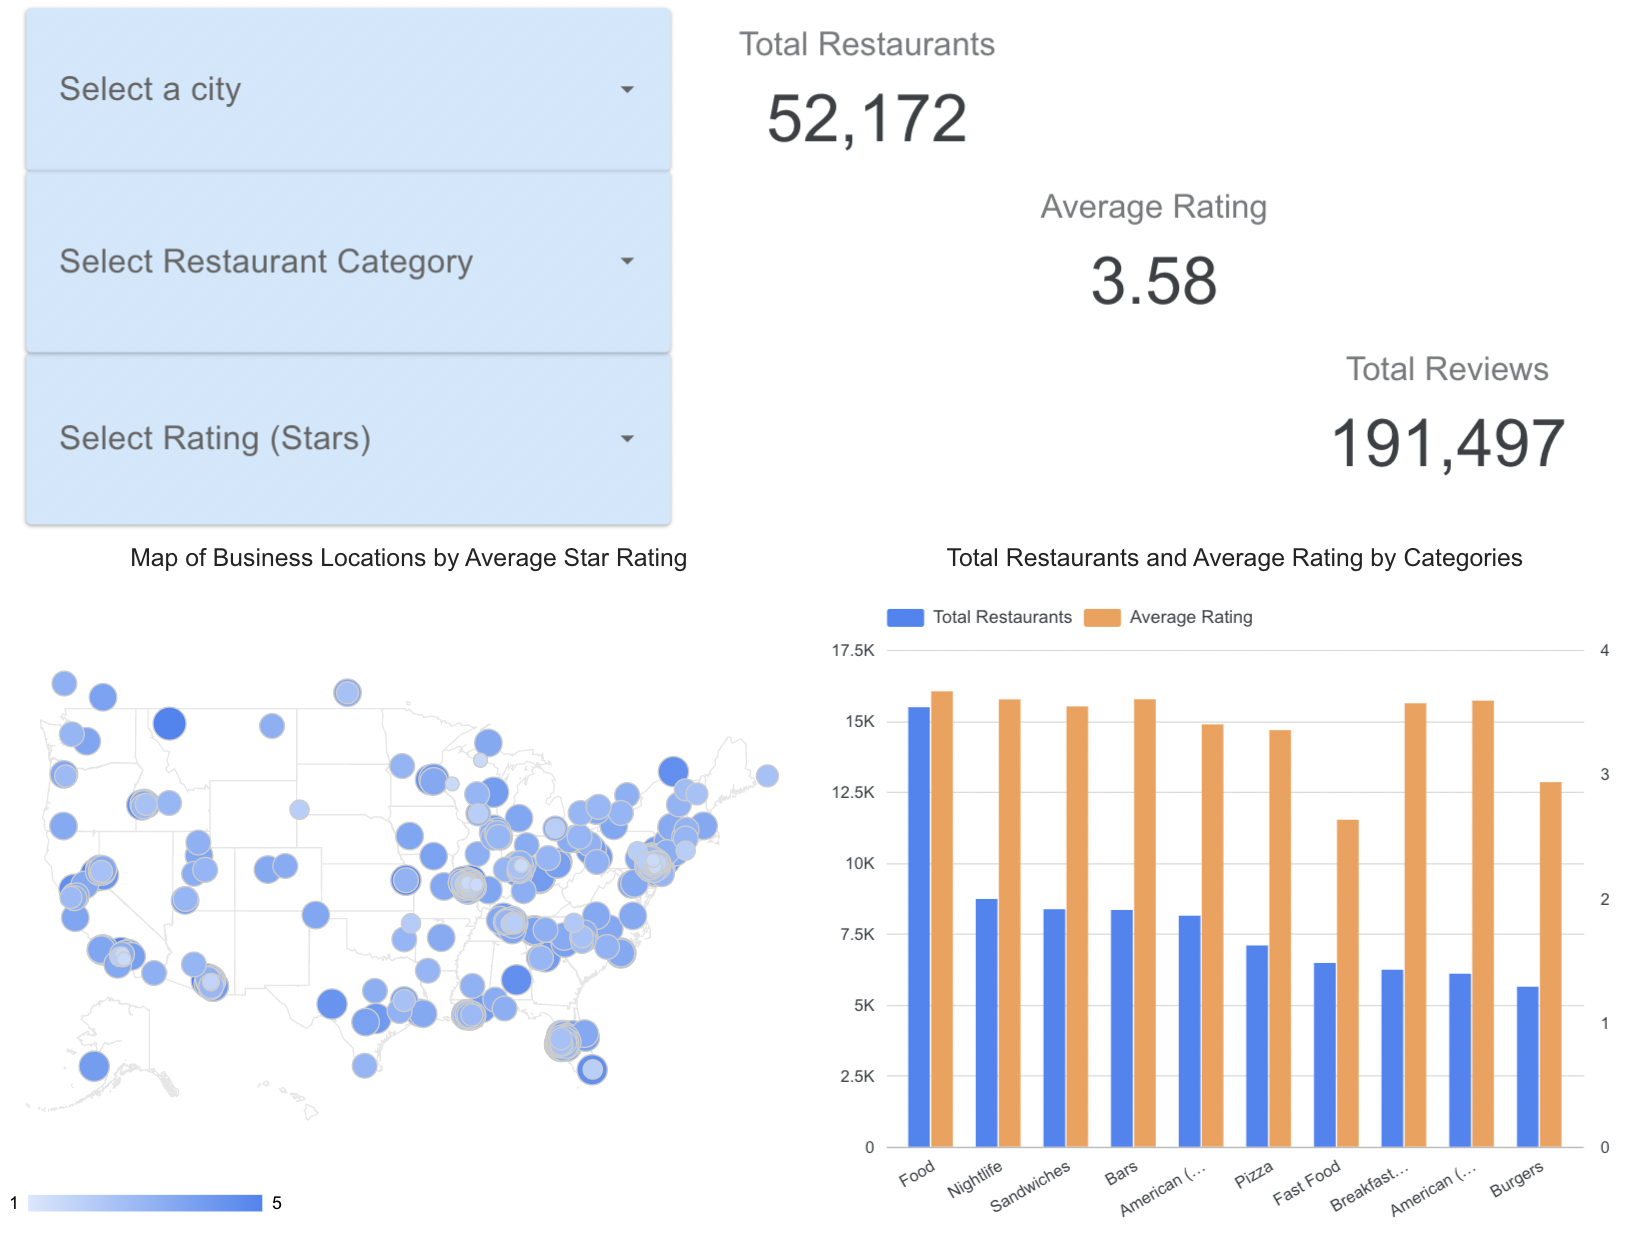 Select a city
Total Restaurants
52,172
Select Restaurant Category
Average Rating
3.58
Select Rating (Stars)
Total Reviews
191,497
Map of Business Locations by Average Star Rating
1
5
Total Restaurants and Average Rating by Categories
Total Restaurants
Average Rating
17.5K
15K
12.5K
10K
7.5K
5K
2.5K
0
4
3
2
1
0
Food
Nightlife
Sandwiches
Bars
American (…
Pizza
Fast Food
Breakfast…
American (…
Burgers